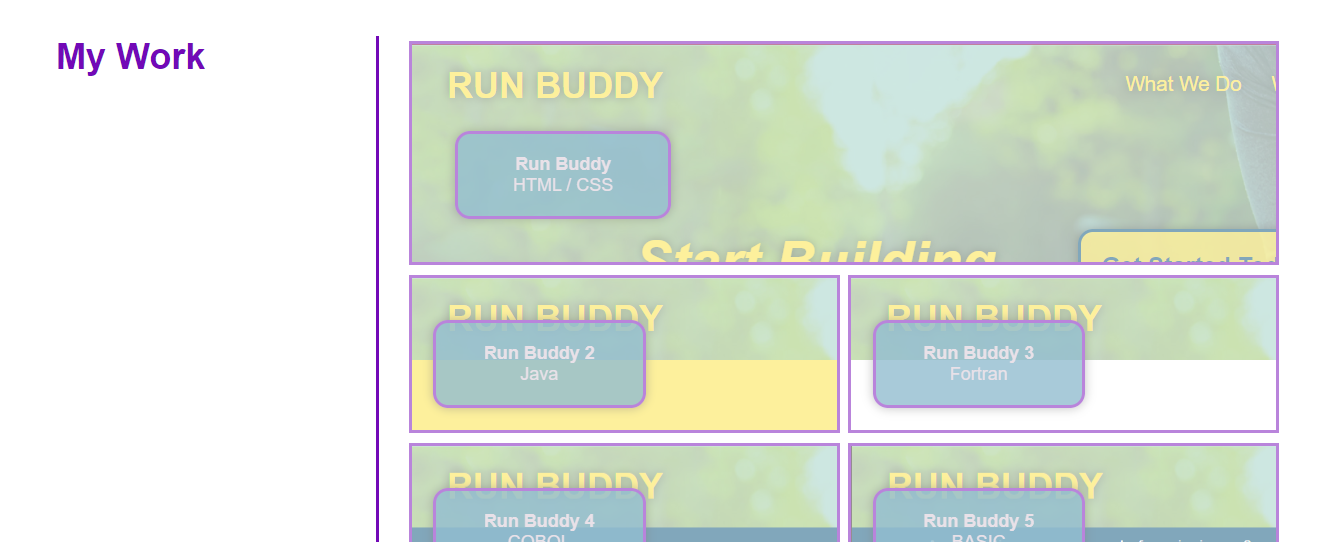 My Work
RUN BUDDY
What We Do
Run Buddy
HTML / CSS
Start Building
Get Started
RUN BUDDY
Run Buddy 2
Java
RUN BUDDY
Run Buddy 3
Fortran
RUN BUDDY
Run Buddy 4
COBOL
RUN BUDDY
Run Buddy 5
BASIC